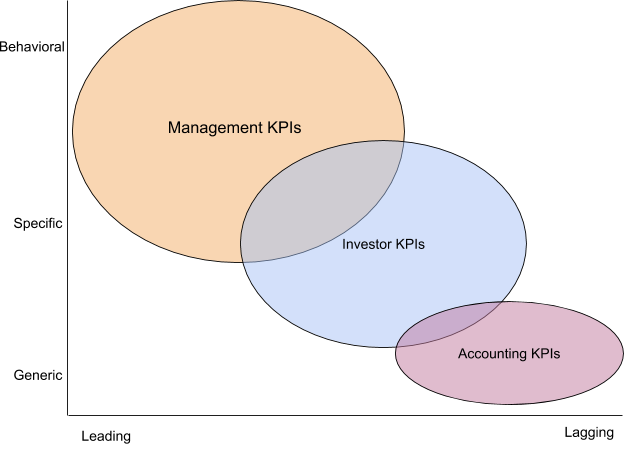 Behavioral
Management KPIs
Specific
Investor KPIs
Accounting KPIs
Generic
Leading
Lagging